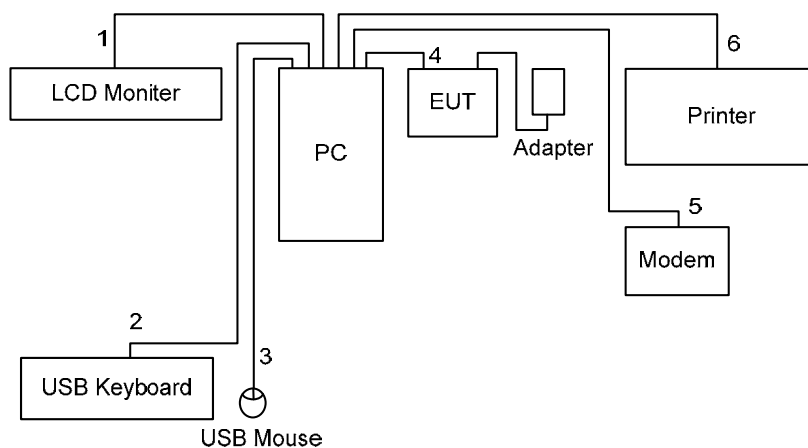 1
LCD Moniter
PC
4
EUT
Adapter
6
Printer
5
Modem
2
USB Keyboard
3
USB Mouse